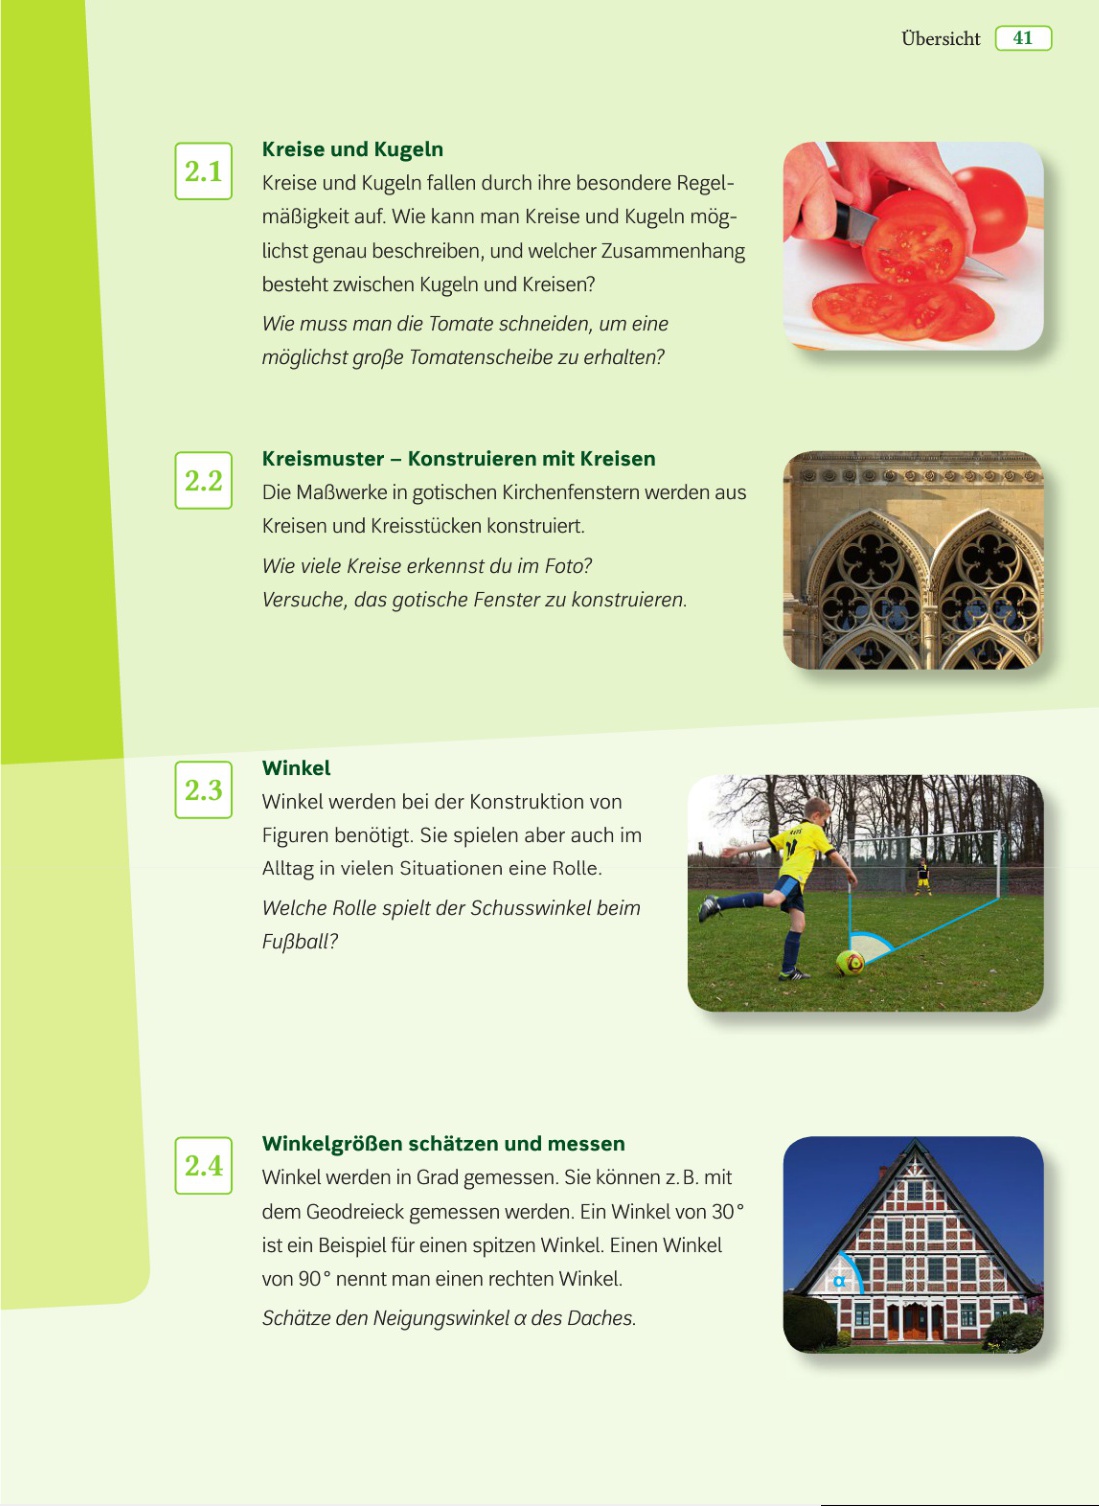 Übersicht 41
2.1
Kreise und Kugeln
Kreise und Kugeln fallen durch ihre besondere Regel-
mäßigkeit auf. Wie kann man Kreise und Kugeln mög-
lichst genau beschreiben, und welcher Zusammenhang
besteht zwischen Kugeln und Kreisen?
Wie muss man die Tomate schneiden, um eine
möglichst große Tomatenscheibe zu erhalten?
2.2
Kreismuster – Konstruieren mit Kreisen
Die Maßwerke in gotischen Kirchenfenstern werden aus
Kreisen und Kreisstücken konstruiert.
Wie viele Kreise erkennst du im Foto?
Versuche, das gotische Fenster zu konstruieren.
2.3
Winkel
Winkel werden bei der Konstruktion von
Figuren benötigt. Sie spielen aber auch im
Alltag in vielen Situationen eine Rolle.
Welche Rolle spielt der Schusswinkel beim
Fußball?
2.4
Winkelgrößen schätzen und messen
Winkel werden in Grad gemessen. Sie können z. B. mit
dem Geodreieck gemessen werden. Ein Winkel von 30°
ist ein Beispiel für einen spitzen Winkel. Einen Winkel
von 90° nennt man einen rechten Winkel.
Schätze den Neigungswinkel α des Daches.
α